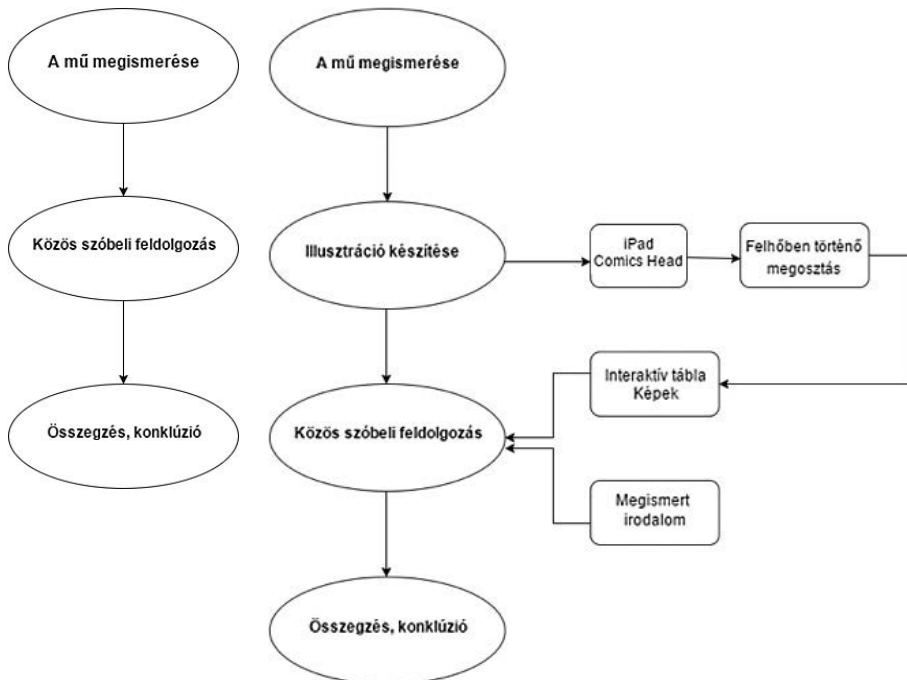 A mű megismerése
Közös szóbeli feldolgozás
Összegzés, konklúzió
A mű megismerése
Illusztráció készítése
iPad
Comics Head
Felhőben történő
megosztás
Interaktív tábla
Képek
Közös szóbeli feldolgozás
Megismert
irodalom
Összegzés, konklúzió